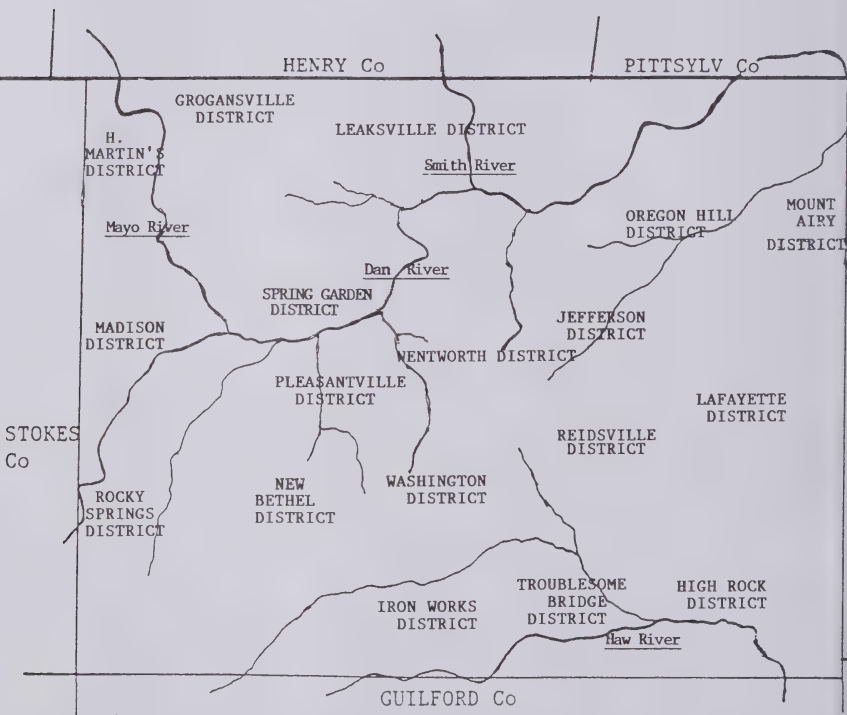 HENRY Co
PITTSYLV Co
GROGANSVILLE
DISTRICT
LEAKSVILLE DISTRICT
H.
MARTIN'S
DISTRICT
Smith River
OREGON HILL
DISTRICT
MOUNT
AIRY
DISTRICT
Mayo River
Dan River
SPRING GARDEN
DISTRICT
MADISON
DISTRICT
JEFFERSON
DISTRICT
WENTWORTH DISTRICT
PLEASANTVILLE
DISTRICT
LAFAYETTE
DISTRICT
STOKES
Co
REIDSVILLE
DISTRICT
ROCKY
SPRINGS
DISTRICT
NEW
BETHEL
DISTRICT
WASHINGTON
DISTRICT
IRON WORKS
DISTRICT
TROUBLESOME
BRIDGE
DISTRICT
HIGH ROCK
DISTRICT
Haw River
GUILFORD Co